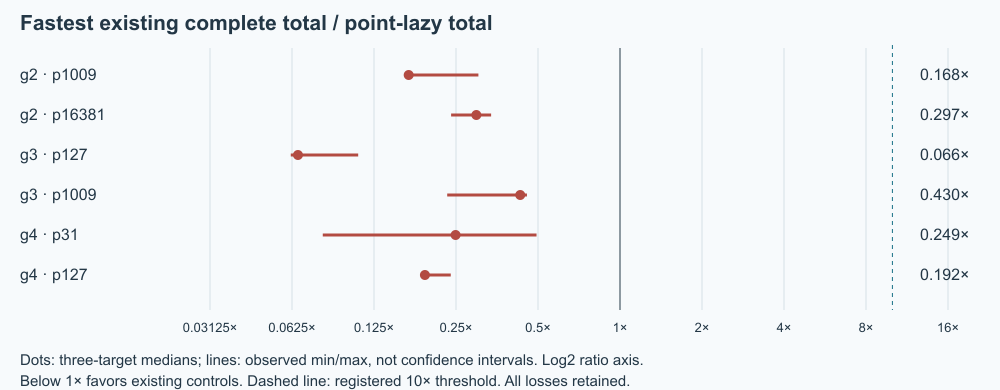 Fastest existing complete total / point-lazy total
g2 · p1009 0.168×
g2 · p16381 0.297×
g3 · p127 0.066×
g3 · p1009 0.430×
g4 · p31 0.249×
g4 · p127 0.192×
0.03125× 0.0625× 0.125× 0.25× 0.5× 1× 2× 4× 8× 16×
Dots: three-target medians; lines: observed min/max, not confidence intervals. Log2 ratio axis.
Below 1× favors existing controls. Dashed line: registered 10× threshold. All losses retained.